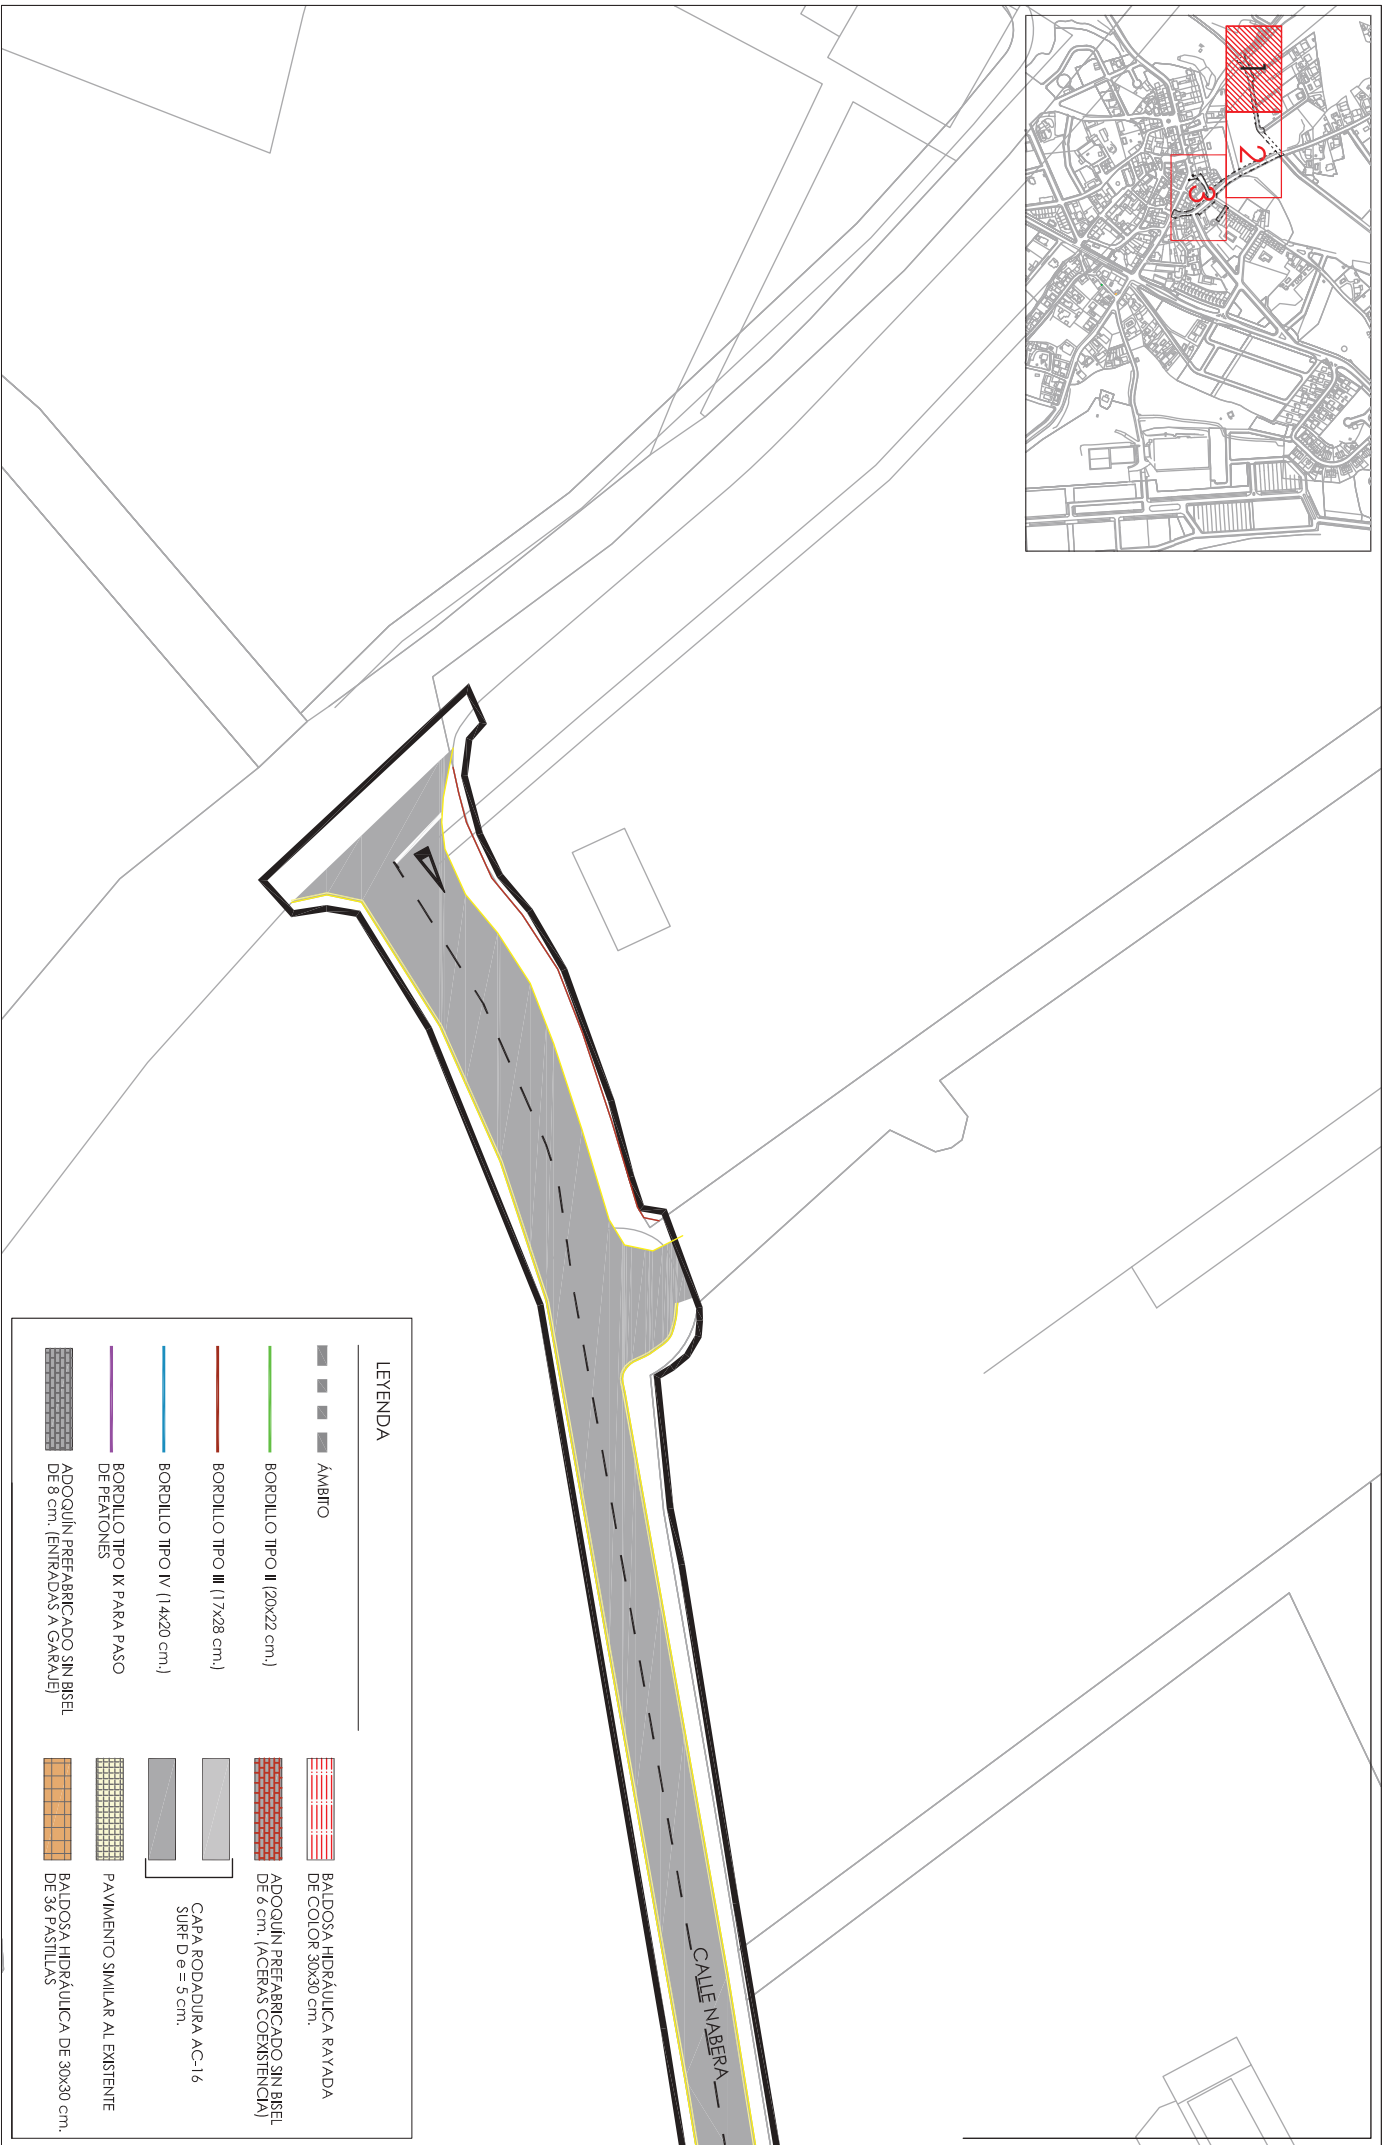 1
2
3
CALLE NABERA
LEYENDA
ÁMBITO
BORDILLO TIPO II (20x22 cm.)
BORDILLO TIPO III (17x28 cm.)
BORDILLO TIPO IV (14x20 cm.)
BORDILLO TIPO IX PARA PASO
DE PEATONES
ADOQUÍN PREFABRICADO SIN BISEL
DE 8 cm. (ENTRADAS A GARAJE)
BALDOSA HIDRÁULICA RAYADA
DE COLOR 30x30 cm.
ADOQUÍN PREFABRICADO SIN BISEL
DE 6 cm. (ACERAS COEXISTENCIA)
CAPA RODADURA AC-16
SURF D e = 5 cm.
PAVIMENTO SIMILAR AL EXISTENTE
BALDOSA HIDRÁULICA DE 30x30 cm.
DE 36 PASTILLAS